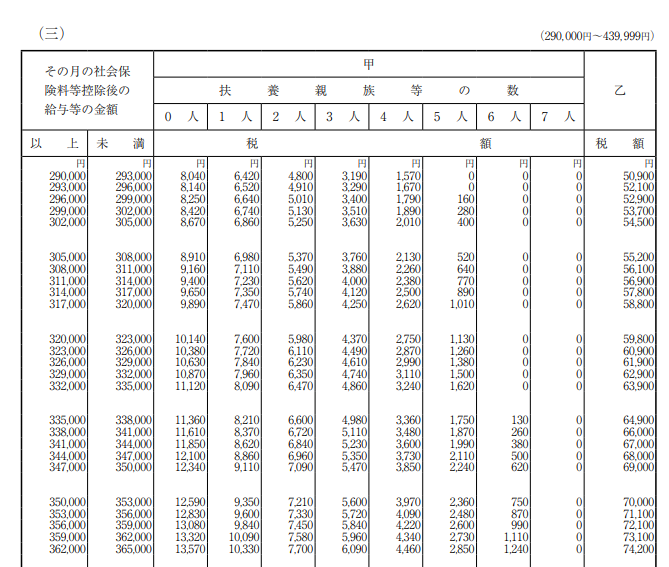 (三)
(290,000円～439,999円)
その月の社会保険料等控除後の給与等の金額 甲 乙
扶養親族等の数
0人 1人 2人 3人 4人 5人 6人 7人
以上 未満 税額 税額
円 円 円 円 円 円 円 円 円 円 円
290,000 293,000 8,040 6,420 4,800 3,190 1,570 0 0 0 50,900
293,000 296,000 8,140 6,520 4,910 3,290 1,670 0 0 0 52,100
296,000 299,000 8,250 6,640 5,010 3,400 1,790 160 0 0 52,900
299,000 302,000 8,420 6,740 5,130 3,510 1,890 280 0 0 53,700
302,000 305,000 8,670 6,860 5,250 3,630 2,010 400 0 0 54,500
305,000 308,000 8,910 6,980 5,370 3,760 2,130 520 0 0 55,200
308,000 311,000 9,160 7,110 5,490 3,880 2,260 640 0 0 56,100
311,000 314,000 9,400 7,230 5,620 4,000 2,380 770 0 0 56,900
314,000 317,000 9,650 7,350 5,740 4,120 2,500 890 0 0 57,800
317,000 320,000 9,890 7,470 5,860 4,250 2,620 1,010 0 0 58,800
320,000 323,000 10,140 7,600 5,980 4,370 2,750 1,130 0 0 59,800
323,000 326,000 10,380 7,720 6,110 4,490 2,870 1,260 0 0 60,900
326,000 329,000 10,630 7,840 6,230 4,610 2,990 1,380 0 0 61,900
329,000 332,000 10,870 7,960 6,350 4,740 3,110 1,500 0 0 62,900
332,000 335,000 11,120 8,090 6,470 4,860 3,240 1,620 0 0 63,900
335,000 338,000 11,360 8,210 6,600 4,980 3,360 1,750 130 0 64,900
338,000 341,000 11,610 8,370 6,720 5,110 3,480 1,870 260 0 66,000
341,000 344,000 11,850 8,620 6,840 5,230 3,600 1,990 380 0 67,000
344,000 347,000 12,100 8,860 6,960 5,350 3,730 2,110 500 0 68,000
347,000 350,000 12,340 9,110 7,090 5,470 3,850 2,240 620 0 69,000
350,000 353,000 12,590 9,350 7,210 5,600 3,970 2,360 750 0 70,000
353,000 356,000 12,830 9,600 7,330 5,720 4,090 2,480 870 0 71,100
356,000 359,000 13,080 9,840 7,450 5,840 4,220 2,600 990 0 72,100
359,000 362,000 13,320 10,090 7,580 5,960 4,340 2,730 1,110 0 73,100
362,000 365,000 13,570 10,330 7,700 6,090 4,460 2,850 1,240 0 74,200